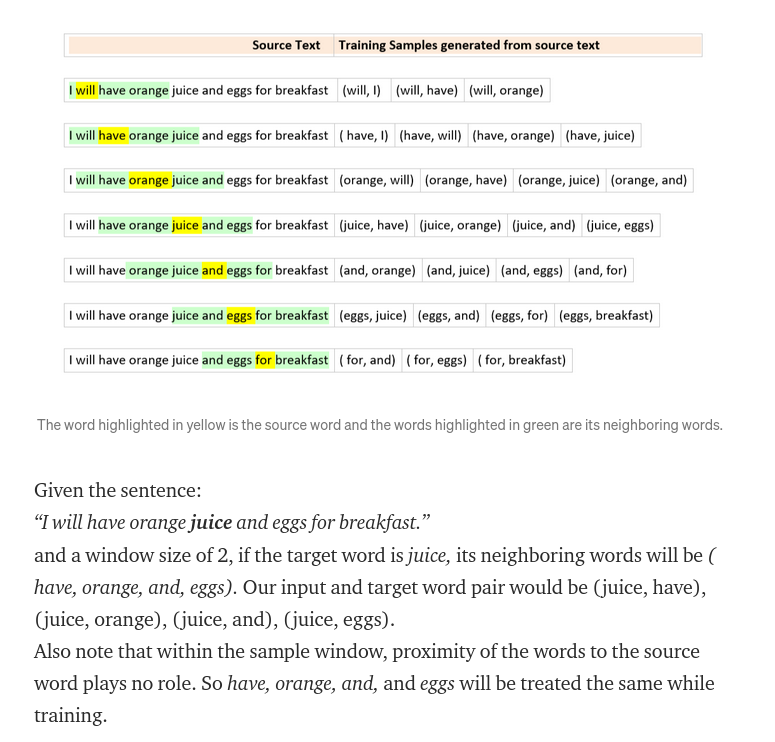 Source Text Training Samples generated from source text
I will have orange juice and eggs for breakfast (will, I) (will, have) (will, orange)
I will have orange juice and eggs for breakfast ( have, I) (have, will) (have, orange) (have, juice)
I will have orange juice and eggs for breakfast (orange, will) (orange, have) (orange, juice) (orange, and)
I will have orange juice and eggs for breakfast (juice, have) (juice, orange) (juice, and) (juice, eggs)
I will have orange juice and eggs for breakfast (and, orange) (and, juice) (and, eggs) (and, for)
I will have orange juice and eggs for breakfast (eggs, juice) (eggs, and) (eggs, for) (eggs, breakfast)
I will have orange juice and eggs for breakfast ( for, and) ( for, eggs) ( for, breakfast)
The word highlighted in yellow is the source word and the words highlighted in green are its neighboring words.
Given the sentence:
“I will have orange juice and eggs for breakfast.”
and a window size of 2, if the target word is juice, its neighboring words will be (
have, orange, and, eggs). Our input and target word pair would be (juice, have),
(juice, orange), (juice, and), (juice, eggs).
Also note that within the sample window, proximity of the words to the source
word plays no role. So have, orange, and, and eggs will be treated the same while
training.